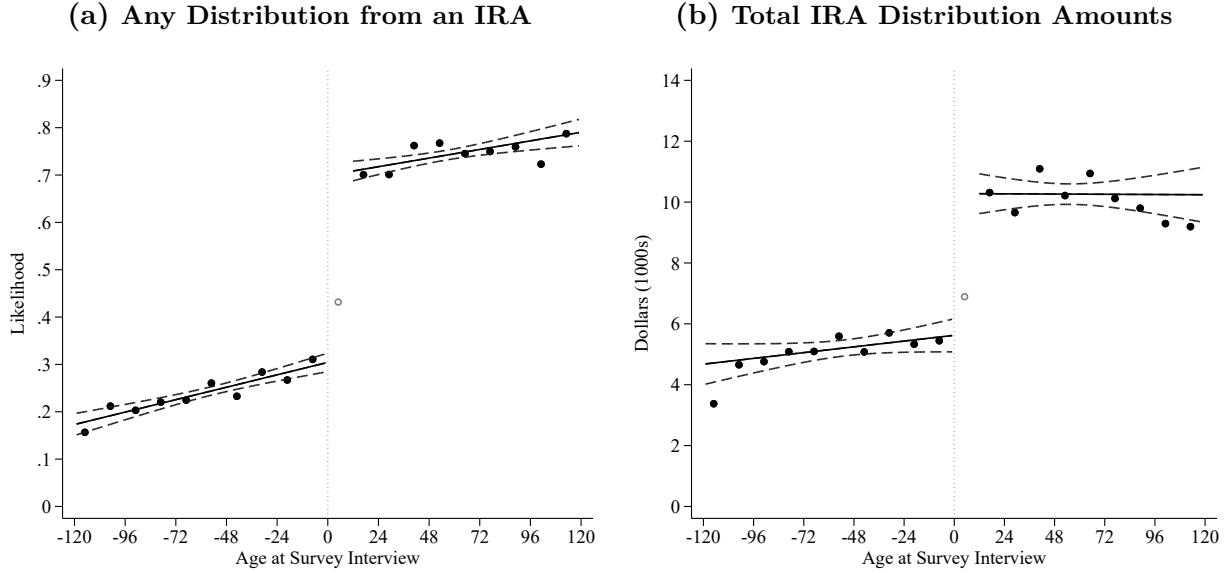 (a) Any Distribution from an IRA
.9
.8
.7
.6
.5
.4
.3
.2
.1
0
Likelihood
-120 -96 -72 -48 -24 0 24 48 72 96 120
Age at Survey Interview
(b) Total IRA Distribution Amounts
14
12
10
8
6
4
2
0
Dollars (1000s)
-120 -96 -72 -48 -24 0 24 48 72 96 120
Age at Survey Interview